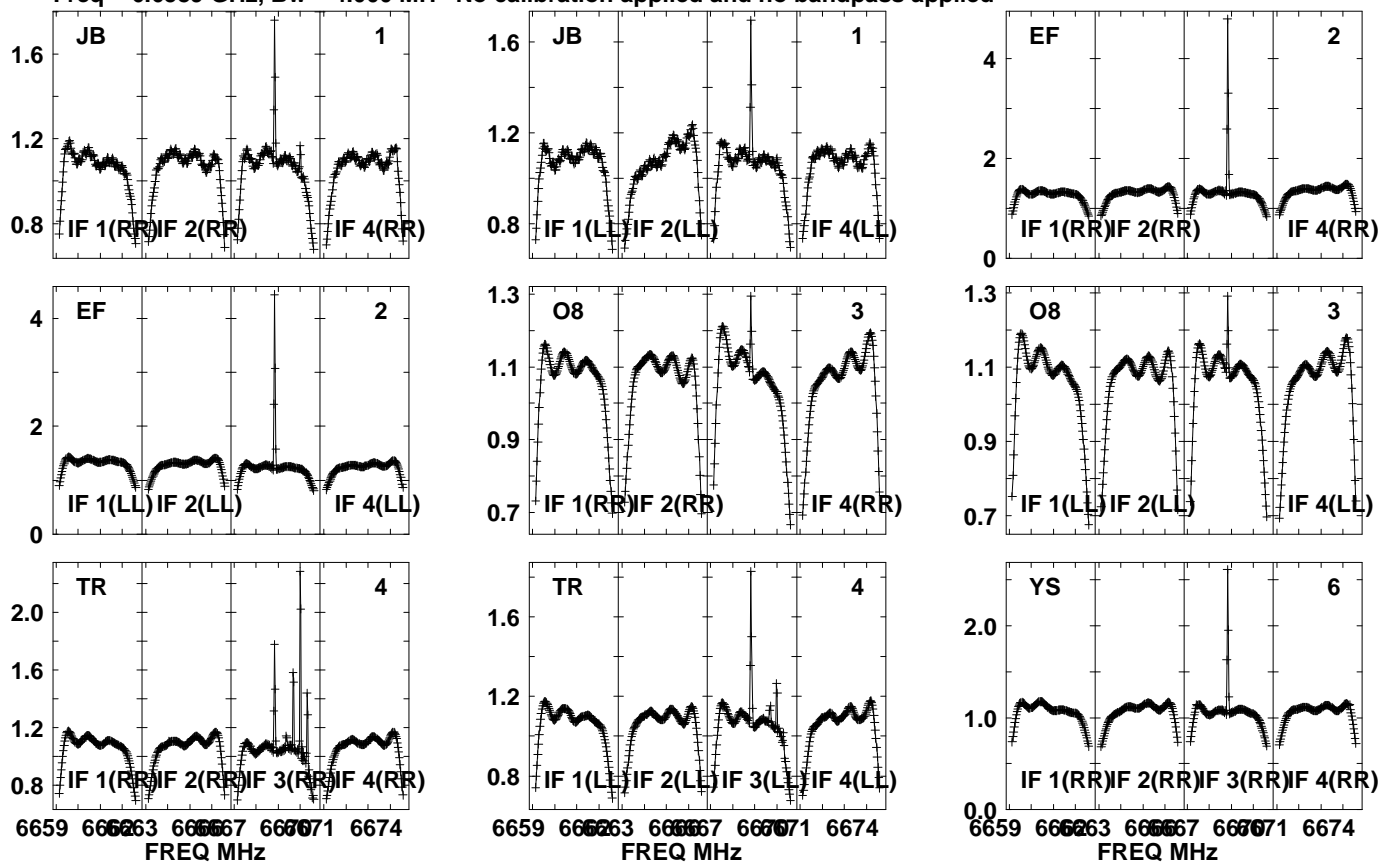 No calibration applied and no bandpass applied
JB 1
1.6
1.2
0.8
IF 1(RR) IF 2(RR) IF 4(RR)
JB 1
1.6
1.2
0.8
IF 1(LL) IF 2(LL) IF 4(LL)
EF 2
4
2
0
IF 1(RR) IF 2(RR) IF 4(RR)
EF 2
4
2
0
IF 1(LL) IF 2(LL) IF 4(LL)
O8 3
1.3
1.1
0.9
0.7
IF 1(RR) IF 2(RR) IF 4(RR)
O8 3
1.3
1.1
0.9
0.7
IF 1(LL) IF 2(LL) IF 4(LL)
TR 4
2.0
1.6
1.2
0.8
IF 1(RR) IF 2(RR) IF 3(RR) IF 4(RR)
6659 6674
FREQ MHz
TR 4
1.6
1.2
0.8
IF 1(LL) IF 2(LL) IF 3(LL) IF 4(LL)
6659 6674
FREQ MHz
YS 6
2.0
1.0
0.0
IF 1(RR) IF 2(RR) IF 3(RR) IF 4(RR)
6659 6674
FREQ MHz